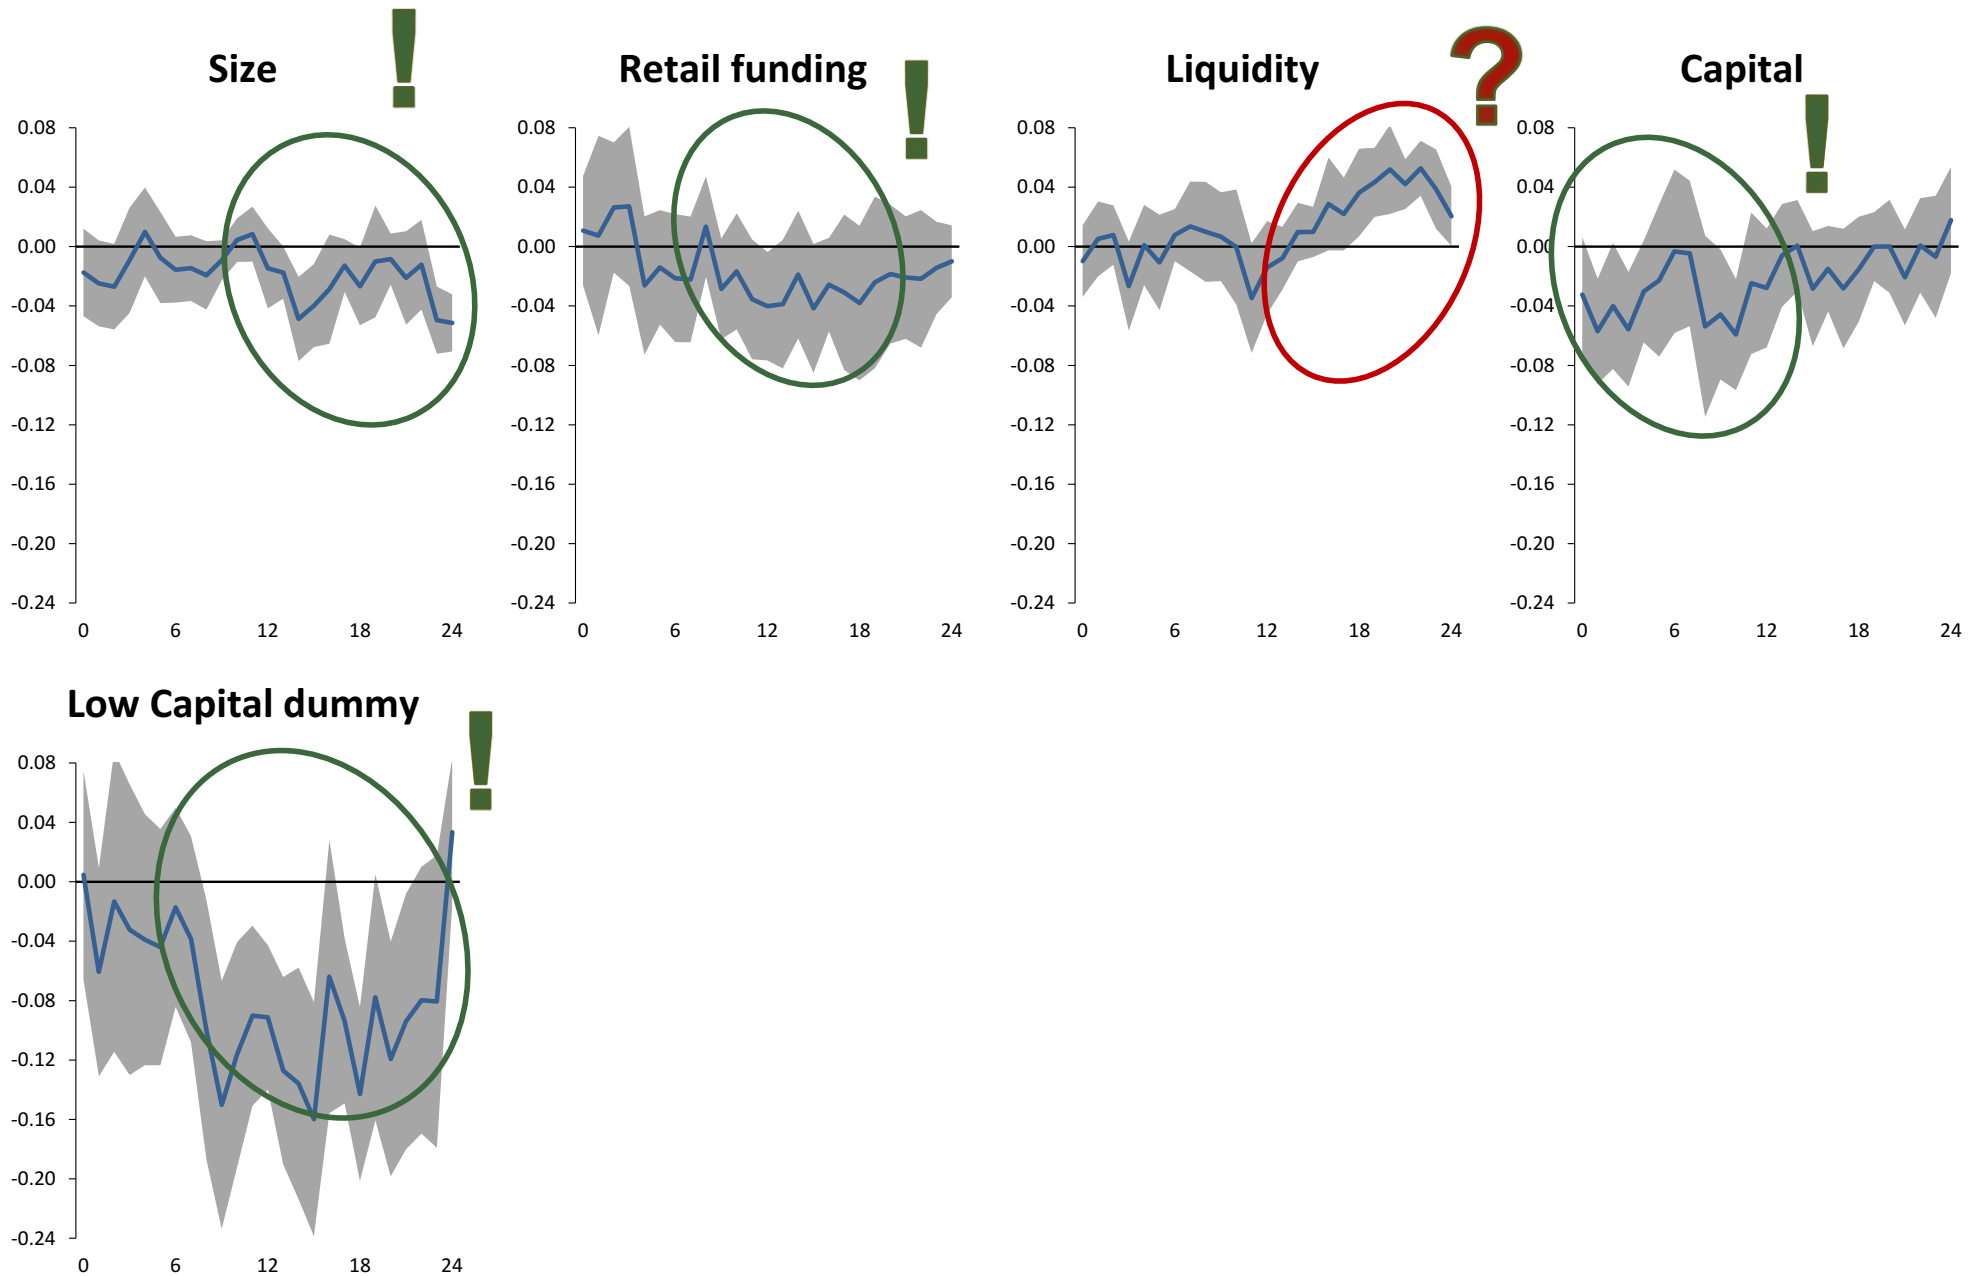 Size ! Retail funding ! Liquidity ? Capital !
0.08 0.08 0.08 0.08
0.04 0.04 0.04 0.04
0.00 0.00 0.00 0.00
-0.04 -0.04 -0.04 -0.04
-0.08 -0.08 -0.08 -0.08
-0.12 -0.12 -0.12 -0.12
-0.16 -0.16 -0.16 -0.16
-0.20 -0.20 -0.20 -0.20
-0.24 -0.24 -0.24 -0.24
0 6 12 18 24 0 6 12 18 24 0 6 12 18 24 0 6 12 18 24
Low Capital dummy !
0.08
0.04
0.00
-0.04
-0.08
-0.12
-0.16
-0.20
-0.24
0 6 12 18 24